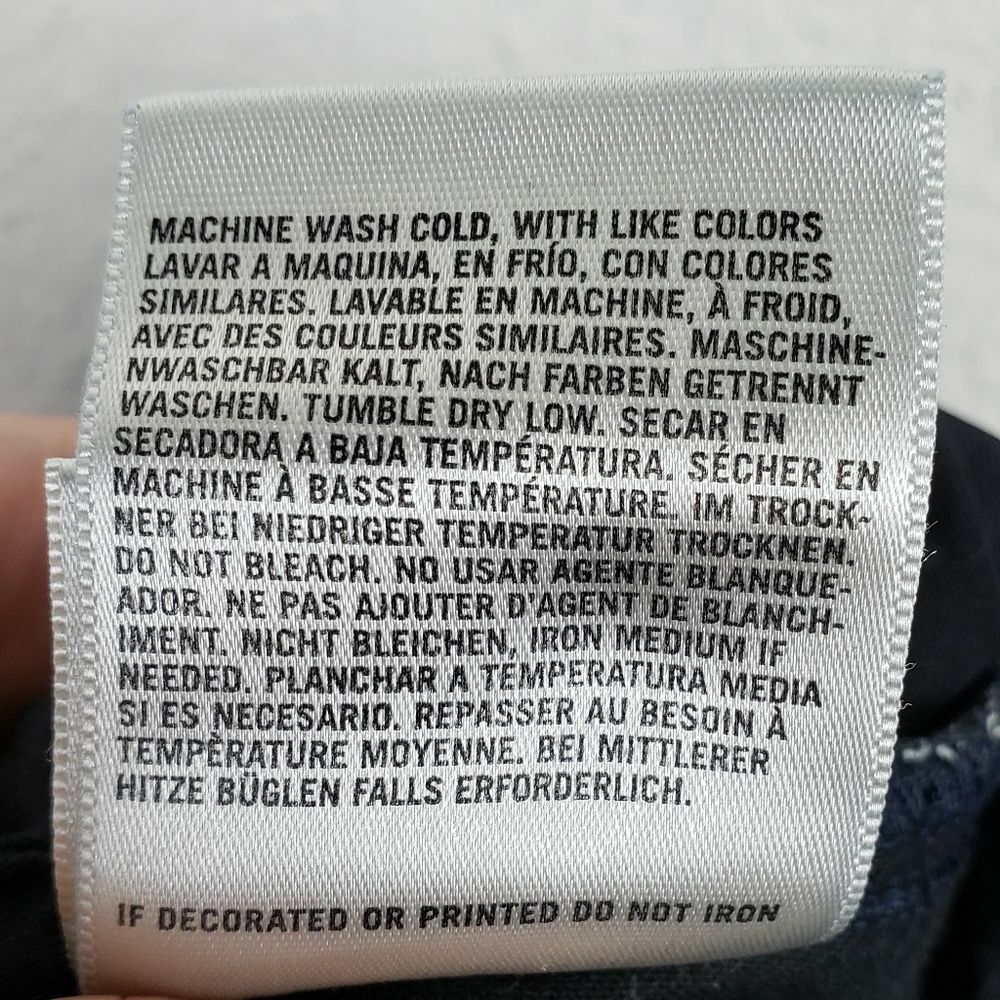 MACHINE WASH COLD, WITH LIKE COLORS
LAVAR A MAQUINA, EN FRÍO, CON COLORES
SIMILARES. LAVABLE EN MACHINE, À FROID,
AVEC DES COULEURS SIMILAIRES. MASCHINE-
NWASCHBAR KALT, NACH FARBEN GETRENNT
WASCHEN. TUMBLE DRY LOW. SECAR EN
SECADORA A BAJA TEMPÉRATURA. SÉCHER EN
MACHINE À BASSE TEMPÉRATURE. IM TROCK-
NER BEI NIEDRIGER TEMPERATUR TROCKNEN.
DO NOT BLEACH. NO USAR AGENTE BLANQUE-
ADOR. NE PAS AJOUTER D'AGENT DE BLANCH-
IMENT. NICHT BLEICHEN, IRON MEDIUM IF
NEEDED. PLANCHAR A TEMPERATURA MEDIA
SI ES NECESARIO. REPASSER AU BESOIN À
TEMPÈRATURE MOYENNE. BEI MITTLERER
HITZE BÜGLEN FALLS ERFORDERLICH.
IF DECORATED OR PRINTED DO NOT IRON